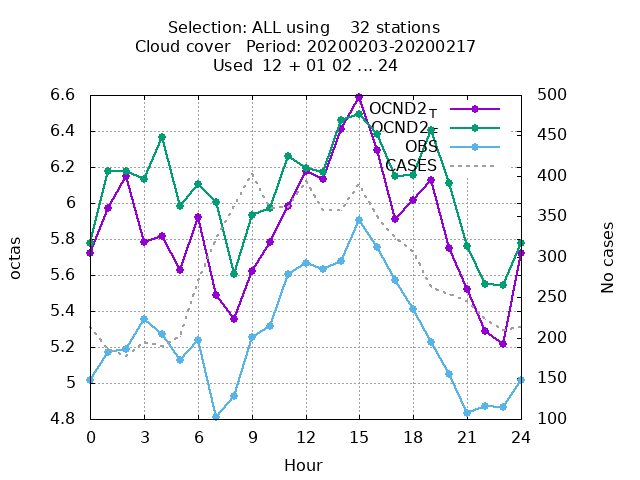 Selection: ALL using 32 stations
Cloud cover Period: 20200203-20200217
Used 12 + 01 02 ... 24
6.6
6.4
6.2
6
5.8
5.6
5.4
5.2
5
4.8
octas
500
450
400
350
300
250
200
150
100
No cases
OCND2T
OCND2
OBS
CASES
0 3 6 9 12 15 18 21 24
Hour